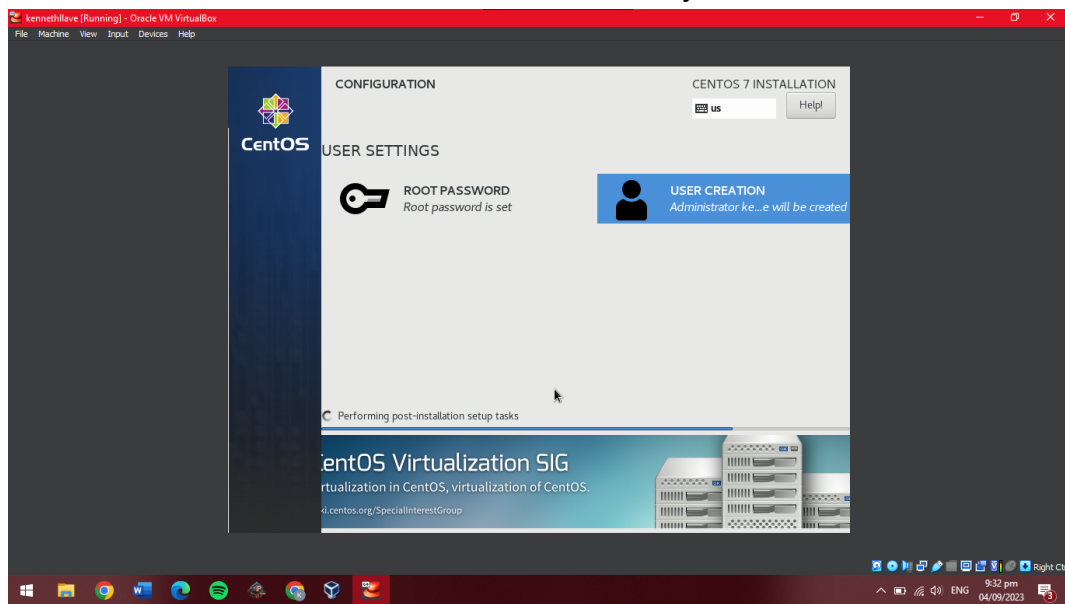 kennethllave [Running] - Oracle VM VirtualBox
File Machine View Input Devices Help
CONFIGURATION
CENTOS 7 INSTALLATION
us
Help!
CentOS
USER SETTINGS
ROOT PASSWORD
Root password is set
USER CREATION
Administrator ke...e will be created
Performing post-installation setup tasks
CentOS Virtualization SIG
rtualization in CentOS, virtualization of CentOS.
ki.centos.org/SpecialInterestGroup
Right Ct
ENG
9:32 pm
04/09/2023
3